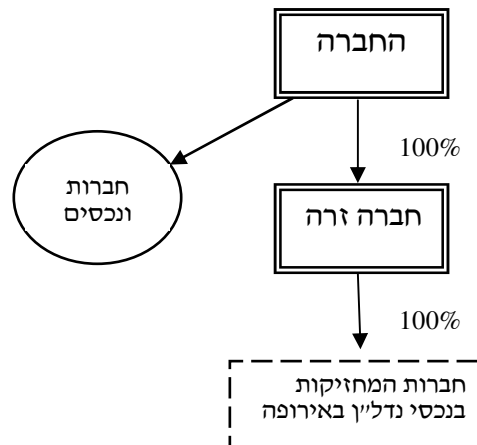 החברה
100%
חברות
ונכסים
חברה זרה
100%
חברות המחזיקות
בנכסי נדל"ן באירופה